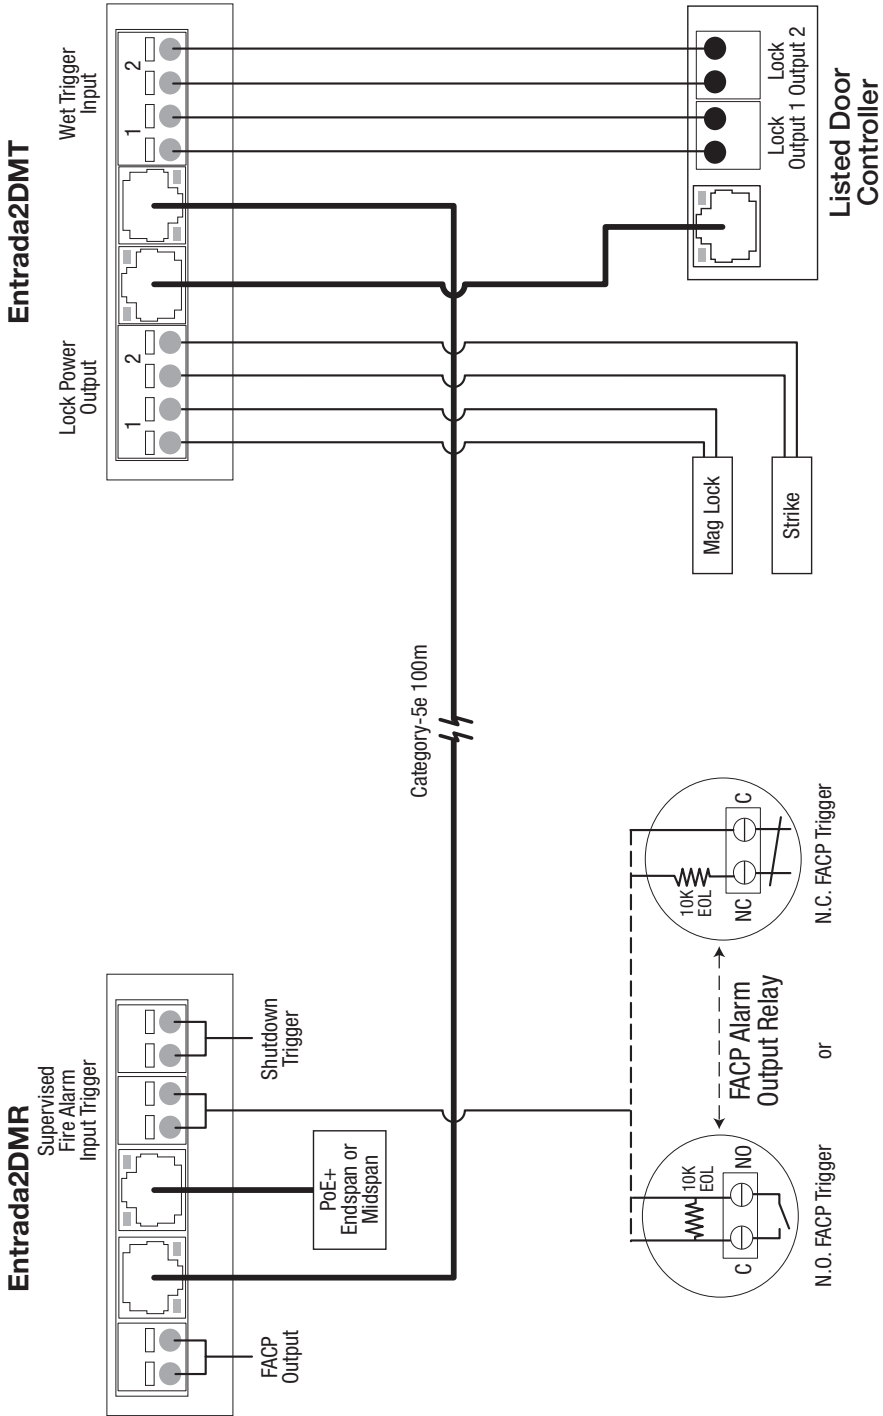 Entrada2DMR
Supervised
Fire Alarm
Input Trigger
FACP
Output
Shutdown
Trigger
PoE+
Endspan or
Midspan
Category-5e 100m
C
NO
10K
EOL
N.O. FACP Trigger
FACP Alarm
Output Relay
or
10K
EOL
NC
C
N.C. FACP Trigger
Entrada2DMT
Lock Power
Output
1
2
Wet Trigger
Input
1
2
Mag Lock
Strike
Lock
Output 1
Lock
Output 2
Listed Door
Controller